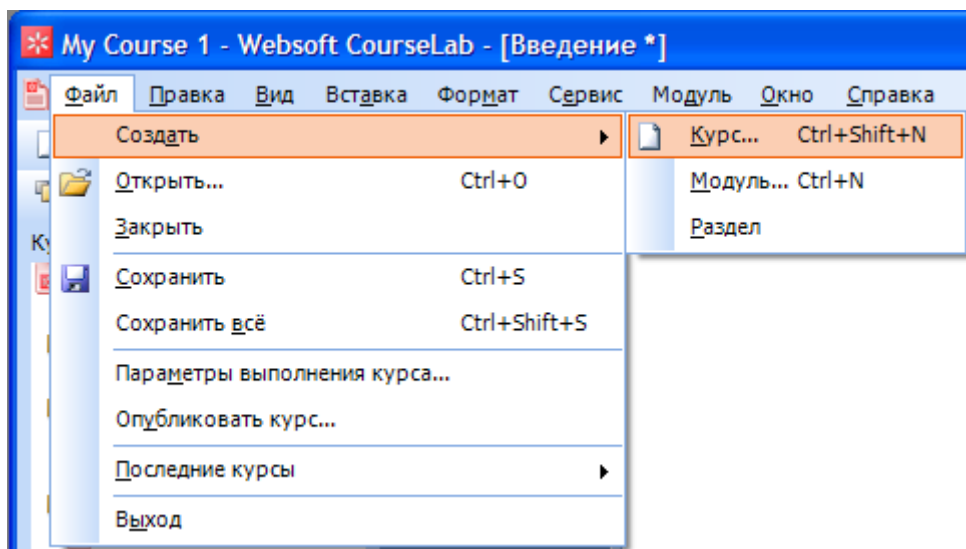 My Course 1 - Websoft CourseLab - [Введение *]
Файл Правка Вид Вставка Формат Сервис Модуль Окно Справка
Создать Курс... Ctrl+Shift+N
Открыть... Ctrl+O Модуль... Ctrl+N
Закрыть Раздел
Ку
Сохранить Ctrl+S
Сохранить всё Ctrl+Shift+S
Параметры выполнения курса...
Опубликовать курс...
Последние курсы
Выход